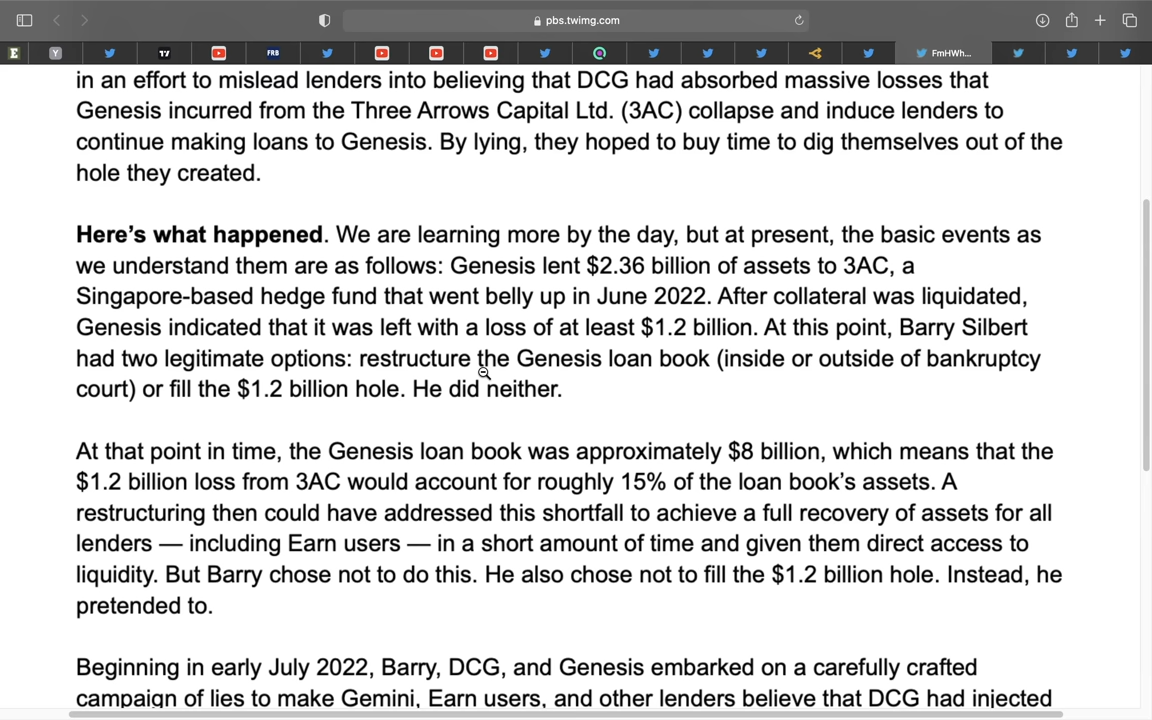 pbs.twimg.com
E
Y
FRB
FmHWh...
in an effort to mislead lenders into believing that DCG had absorbed massive losses that
Genesis incurred from the Three Arrows Capital Ltd. (3AC) collapse and induce lenders to
continue making loans to Genesis. By lying, they hoped to buy time to dig themselves out of the
hole they created.
Here’s what happened. We are learning more by the day, but at present, the basic events as
we understand them are as follows: Genesis lent $2.36 billion of assets to 3AC, a
Singapore-based hedge fund that went belly up in June 2022. After collateral was liquidated,
Genesis indicated that it was left with a loss of at least $1.2 billion. At this point, Barry Silbert
had two legitimate options: restructure the Genesis loan book (inside or outside of bankruptcy
court) or fill the $1.2 billion hole. He did neither.
At that point in time, the Genesis loan book was approximately $8 billion, which means that the
$1.2 billion loss from 3AC would account for roughly 15% of the loan book’s assets. A
restructuring then could have addressed this shortfall to achieve a full recovery of assets for all
lenders — including Earn users — in a short amount of time and given them direct access to
liquidity. But Barry chose not to do this. He also chose not to fill the $1.2 billion hole. Instead, he
pretended to.
Beginning in early July 2022, Barry, DCG, and Genesis embarked on a carefully crafted
campaign of lies to make Gemini, Earn users, and other lenders believe that DCG had injected